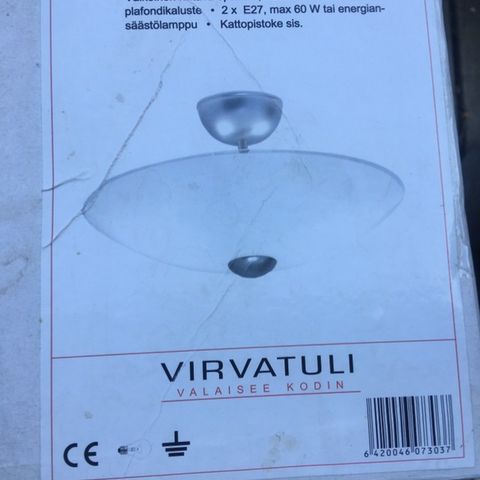 plafondikaluste • 2 x E27, max 60 W tai energian-
säästölamppu • Kattopistoke sis.
VIRVATULI
VALAISEE KODIN
CE
6 420046 073037